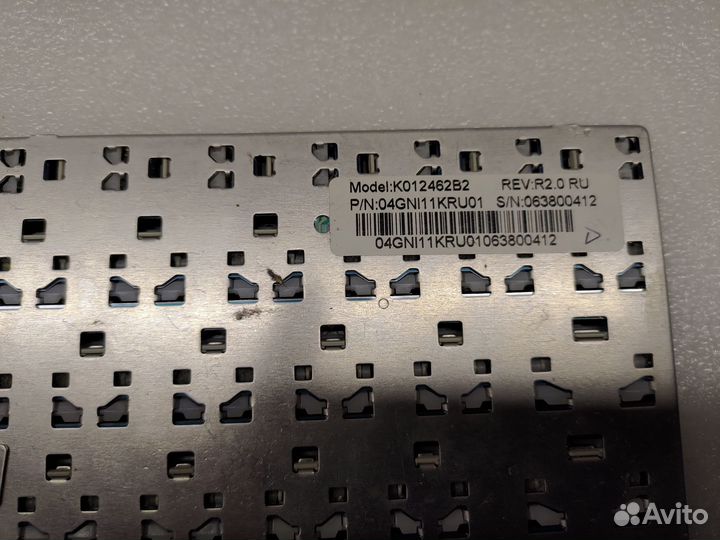 Model:K012462B2 REV:R2.0 RU
P/N:04GNI11KRU01 S/N:063800412
04GNI11KRU01063800412
Avito